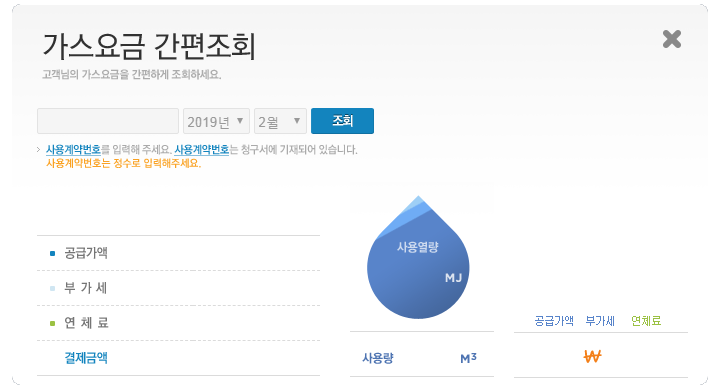 가스요금 간편조회
고객님의 가스요금을 간편하게 조회하세요.
2019년 ▼ 2월 ▼ 조회
사용계약번호를 입력해 주세요. 사용계약번호는 청구서에 기재되어 있습니다.
사용계약번호는 정수로 입력해주세요.
공급가액
부 가 세
연 체 료
결제금액
사용열량
MJ
사용량 M³
공급가액 부가세 연체료
₩